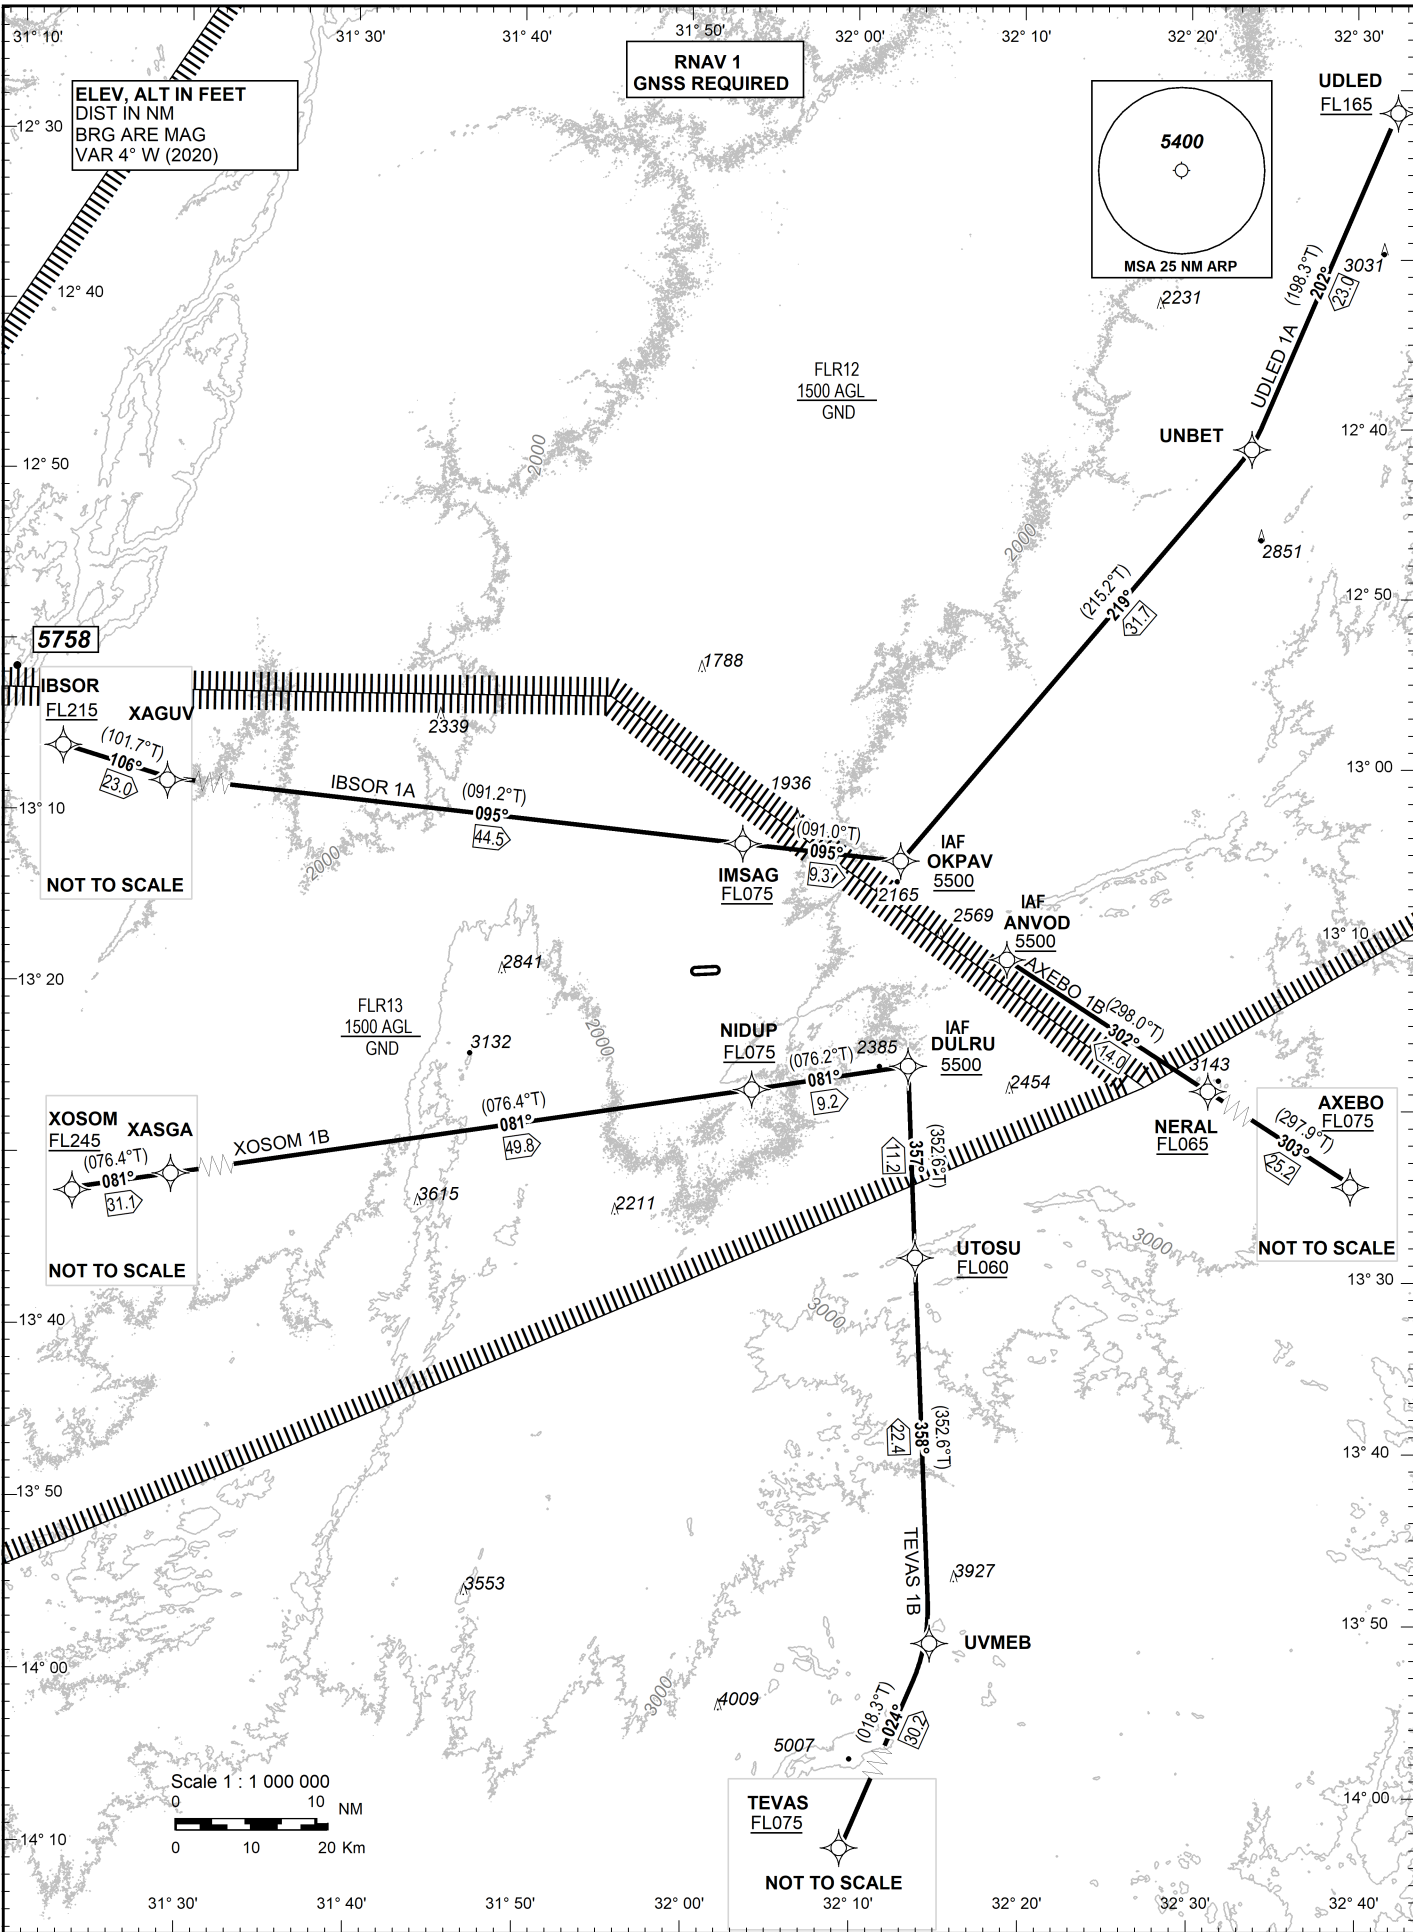 31° 10'
31° 30'
31° 40'
31° 50'
32° 00'
32° 10'
32° 20'
32° 30'
RNAV 1
GNSS REQUIRED
ELEV, ALT IN FEET
DIST IN NM
BRG ARE MAG
VAR 4° W (2020)
12° 30
UDLED
FL165
5400
MSA 25 NM ARP
3031
(198.3°T)
202°
23.0
UDLED 1A
12° 40
2231
FLR12
1500 AGL
GND
UNBET
12° 40
12° 50
2000
2000
2851
(215.2°T)
219°
31.7
12° 50
5758
1788
IBSOR
FL215
XAGUV
(101.7°T)
106°
23.0
2339
IBSOR 1A
(091.2°T)
095°
44.5
1936
13° 00
13° 10
(091.0°T)
095°
9.3
IAF
OKPAV
5500
IMSAG
FL075
2000
NOT TO SCALE
2165
2569
IAF
ANVOD
5500
13° 10
13° 20
2841
AXEBO 1B
(298.0°T)
302°
14.0
FLR13
1500 AGL
GND
3132
2000
NIDUP
FL075
(076.2°T)
081°
9.2
2385
IAF
DULRU
5500
2454
3143
NERAL
FL065
AXEBO
FL075
(297.9°T)
303°
25.2
NOT TO SCALE
XOSOM
FL245
XASGA
(076.4°T)
081°
31.1
XOSOM 1B
(076.4°T)
081°
49.8
11.2
357°
(352.6°T)
3615
2211
NOT TO SCALE
UTOSU
FL060
3000
3000
13° 30
13° 40
22.4
358°
(352.6°T)
13° 40
13° 50
TEVAS 1B
3553
3927
13° 50
UVMEB
14° 00
3000
4009
(018.3°T)
024°
30.2
5007
Scale 1 : 1 000 000
0 10 NM
0 10 20 Km
TEVAS
FL075
NOT TO SCALE
14° 00
14° 10
31° 30'
31° 40'
31° 50'
32° 00'
32° 10'
32° 20'
32° 30'
32° 40'